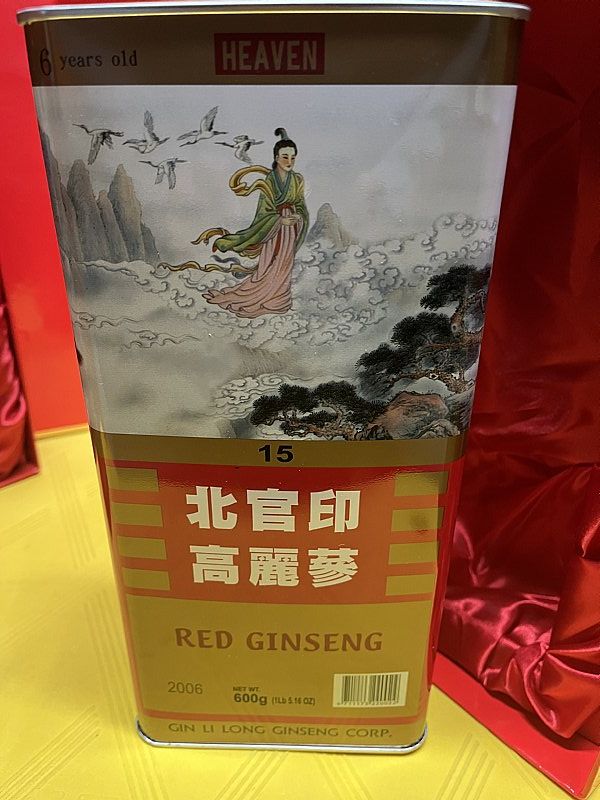 6 years old
HEAVEN
15
北官印
高麗蔘
RED GINSENG
2006
NET WT.
600g (1Lb 5.16 OZ)
GIN LI LONG GINSENG CORP.